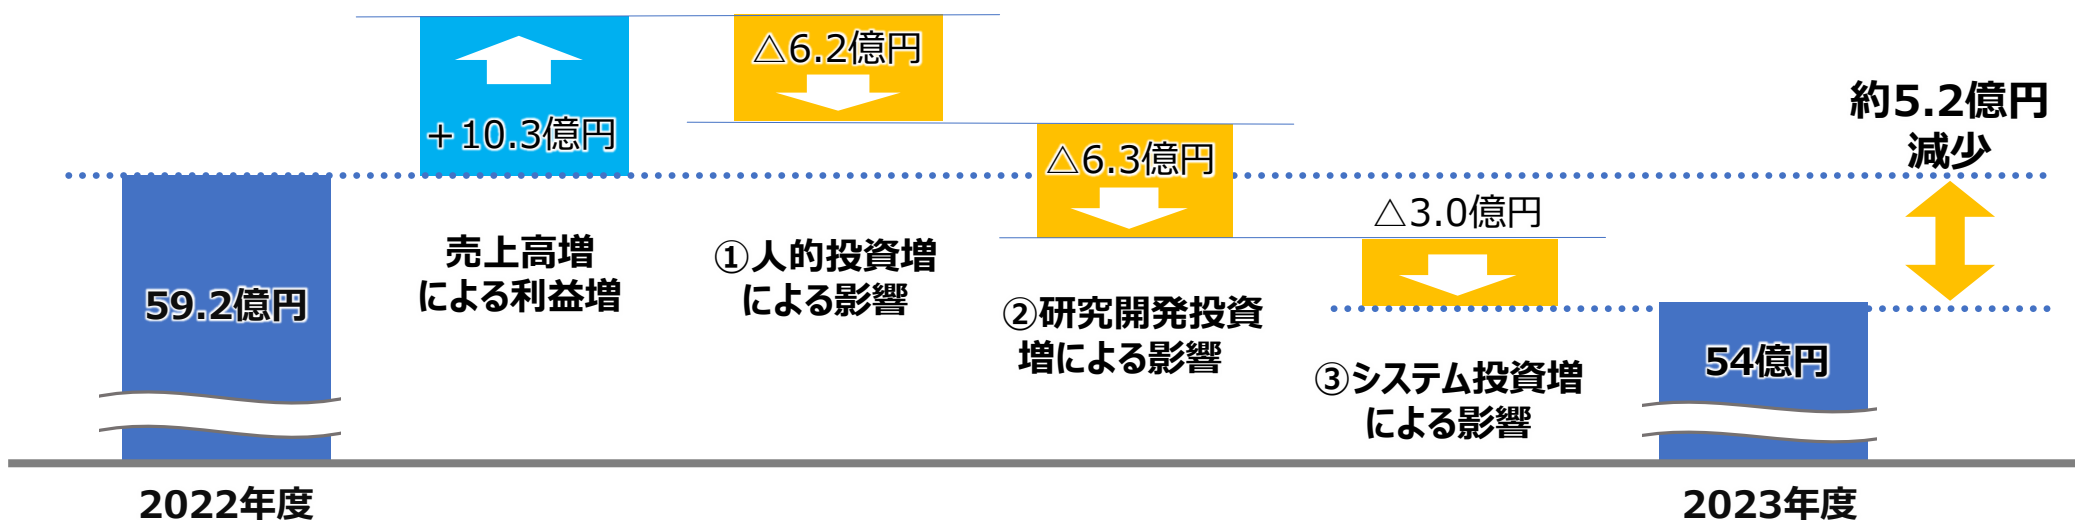 59.2億円
2022年度
+10.3億円
売上高増
による利益増
△6.2億円
①人的投資増
による影響
△6.3億円
②研究開発投資
増による影響
△3.0億円
③システム投資増
による影響
約5.2億円
減少
54億円
2023年度